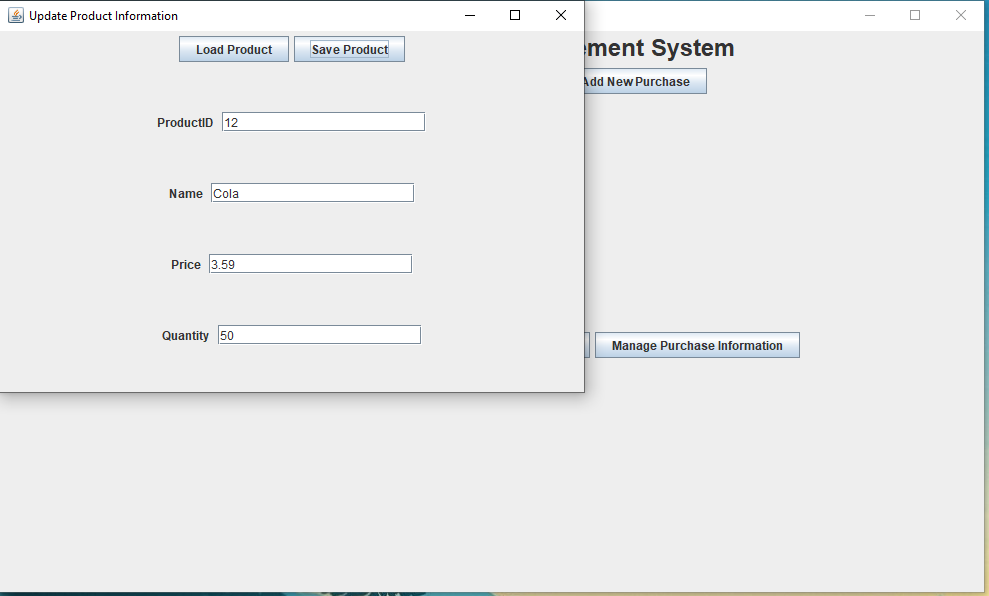 Update Product Information
Load Product Save Product
ProductID 12
Name Cola
Price 3.59
Quantity 50
ement System
Add New Purchase
Manage Purchase Information